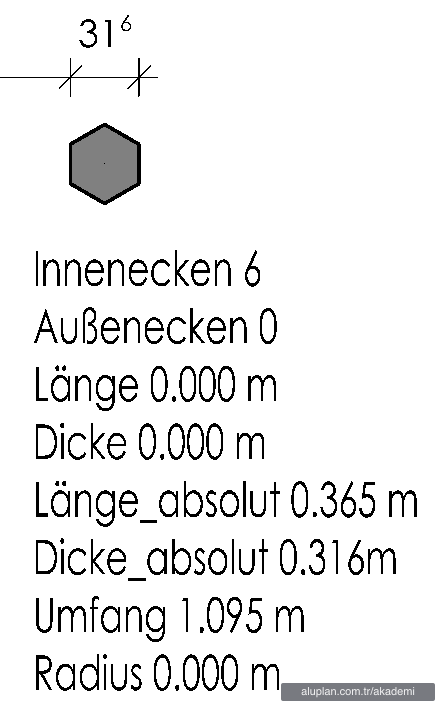 31⁶
Innenecken 6
Außenecken 0
Länge 0.000 m
Dicke 0.000 m
Länge_absolut 0.365 m
Dicke_absolut 0.316m
Umfang 1.095 m
Radius 0.000 m
aluplan.com.tr/akademi